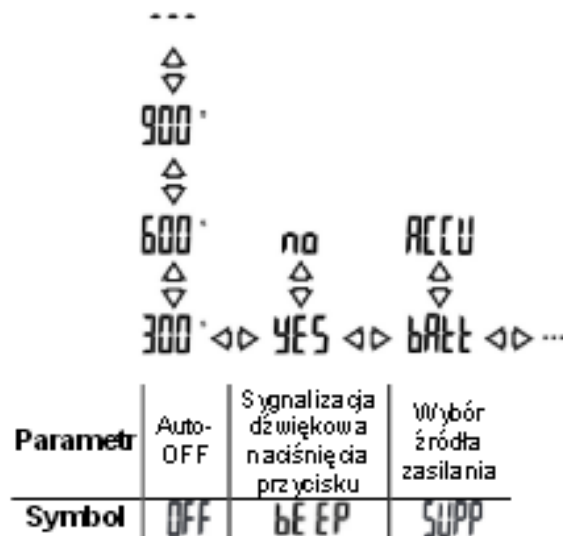 ---
900"
600" no ACCU
300" YES bAtt ...
Parametr Auto-OFF Sygnalizacja dźwiękowa naciśnięcia przycisku Wybór źródła zasilania
Symbol OFF bEEP SUPP